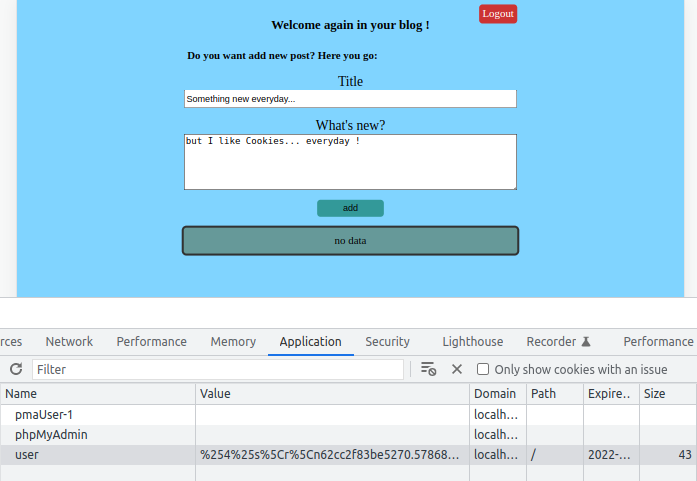 Logout
Welcome again in your blog !
Do you want add new post? Here you go:
Title
Something new everyday...
What's new?
but I like Cookies... everyday !
add
no data
rces Network Performance Memory Application Security Lighthouse Recorder Performance
Filter Only show cookies with an issue
Name Value Domain Path Expire.. Size
pmaUser-1 localh...
phpMyAdmin localh...
user %254%25s%5Cr%5Cn62cc2f83be5270.57868... localh... / 2022-... 43